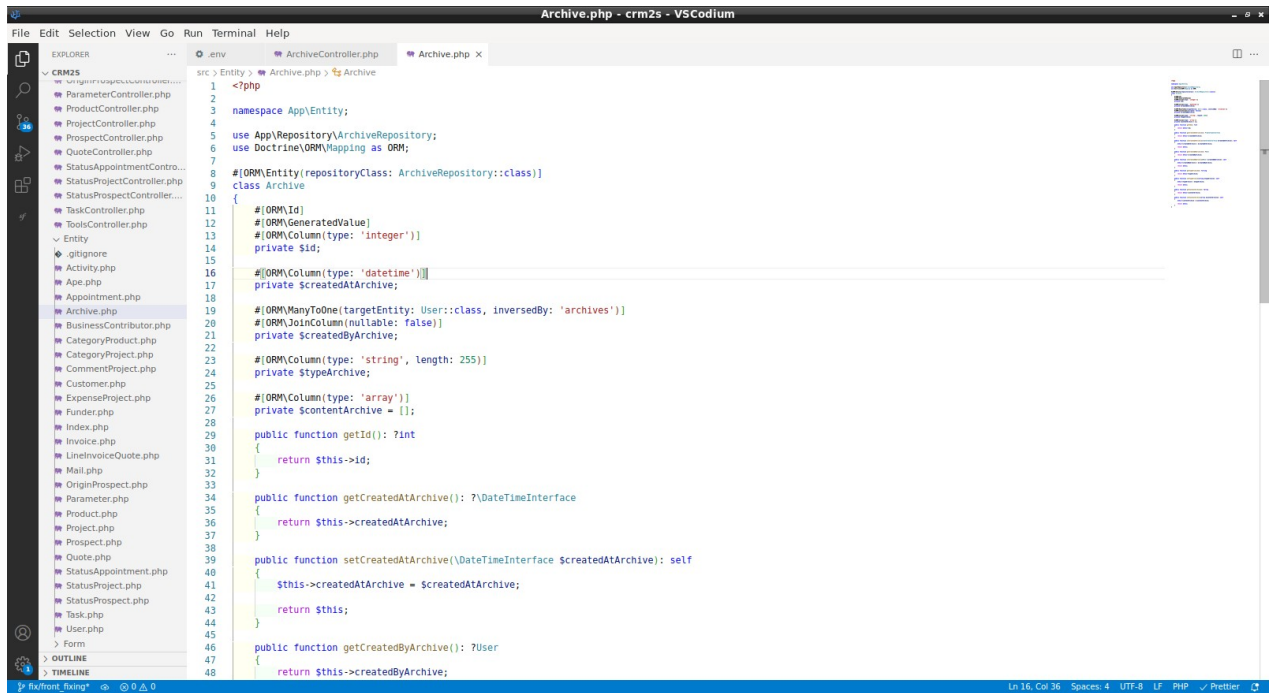 Archive.php - crm2s - VSCodium
File Edit Selection View Go Run Terminal Help
EXPLORER
CRM2S
OriginProspectController....
ParameterController.php
ProductController.php
ProjectController.php
ProspectController.php
QuoteController.php
StatusAppointmentContro...
StatusProjectController.php
StatusProspectController....
TaskController.php
ToolsController.php
Entity
.gitignore
Activity.php
Ape.php
Appointment.php
Archive.php
BusinessContributor.php
CategoryProduct.php
CategoryProject.php
CommentProject.php
Customer.php
ExpenseProject.php
Funder.php
Index.php
Invoice.php
LineInvoiceQuote.php
Mail.php
OriginProspect.php
Parameter.php
Product.php
Project.php
Prospect.php
Quote.php
StatusAppointment.php
StatusProject.php
StatusProspect.php
Task.php
User.php
Form
OUTLINE
TIMELINE
36
1
.env ArchiveController.php Archive.php
src > Entity > Archive.php > Archive
1 <?php
2
3 namespace App\Entity;
4
5 use App\Repository\ArchiveRepository;
6 use Doctrine\ORM\Mapping as ORM;
7
8 #[ORM\Entity(repositoryClass: ArchiveRepository::class)]
9 class Archive
10 {
11 #[ORM\Id]
12 #[ORM\GeneratedValue]
13 #[ORM\Column(type: 'integer')]
14 private $id;
15
16 #[ORM\Column(type: 'datetime')]
17 private $createdAtArchive;
18
19 #[ORM\ManyToOne(targetEntity: User::class, inversedBy: 'archives')]
20 #[ORM\JoinColumn(nullable: false)]
21 private $createdByArchive;
22
23 #[ORM\Column(type: 'string', length: 255)]
24 private $typeArchive;
25
26 #[ORM\Column(type: 'array')]
27 private $contentArchive = [];
28
29 public function getId(): ?int
30 {
31 return $this->id;
32 }
33
34 public function getCreatedAtArchive(): ?\DateTimeInterface
35 {
36 return $this->createdAtArchive;
37 }
38
39 public function setCreatedAtArchive(\DateTimeInterface $createdAtArchive): self
40 {
41 $this->createdAtArchive = $createdAtArchive;
42
43 return $this;
44 }
45
46 public function getCreatedByArchive(): ?User
47 {
48 return $this->createdByArchive;
fix/front_fixing* 0 0 Ln 16, Col 36 Spaces: 4 UTF-8 LF PHP Prettier